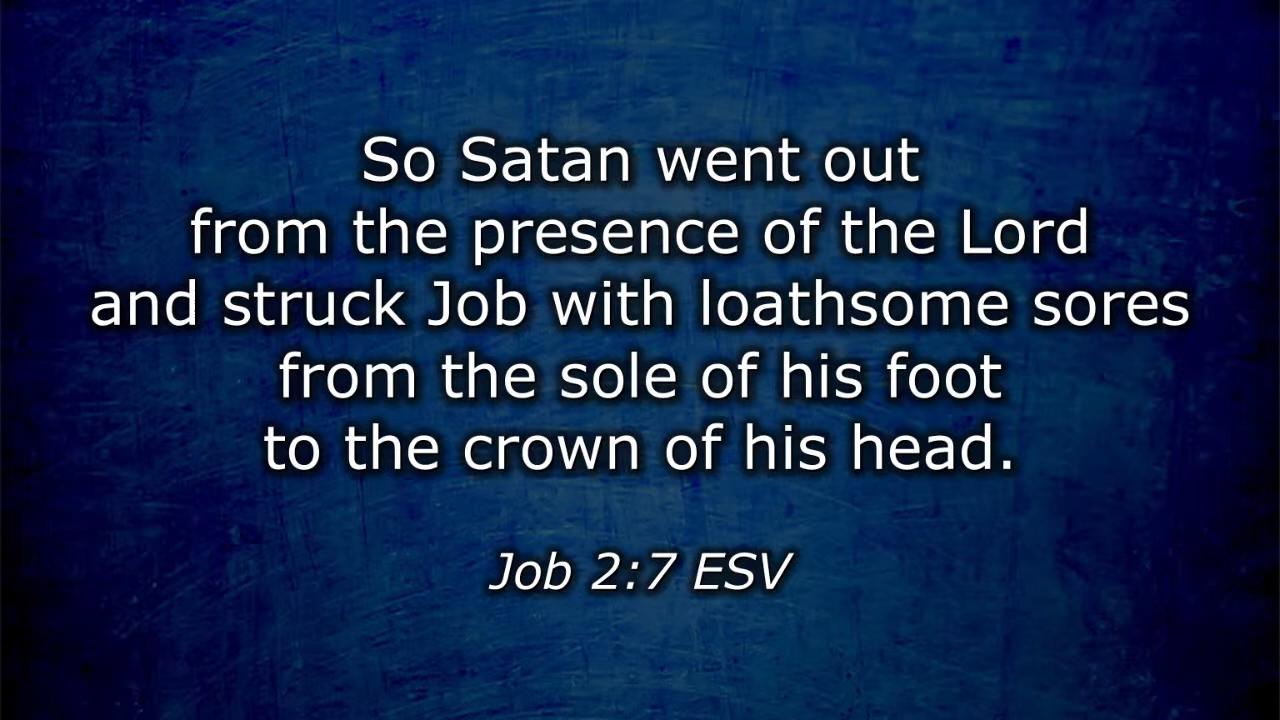 So Satan went out
from the presence of the Lord
and struck Job with loathsome sores
from the sole of his foot
to the crown of his head.
Job 2:7 ESV